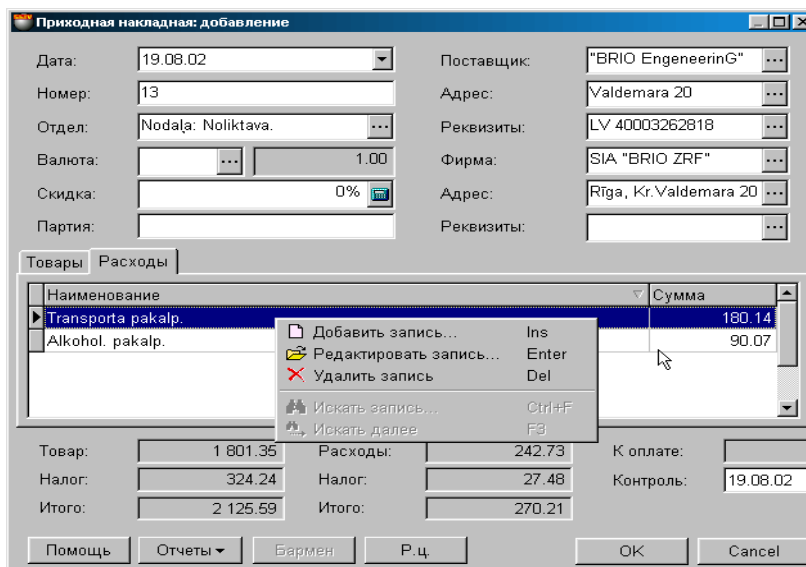 Приходная накладная: добавление
Дата: 19.08.02 Поставщик: "BRIO EngeneerinG" ...
Номер: 13 Адрес: Valdemara 20 ...
Отдел: Nodaļa: Noliktava. ... Реквизиты: LV 40003262818 ...
Валюта: ... 1.00 Фирма: SIA "BRIO ZRF" ...
Скидка: 0% Адрес: Rīga, Kr.Valdemara 20 ...
Партия: Реквизиты: ...
Товары Расходы
Наименование Сумма
Transporta pakalp. 180.14
Alkohol. pakalp. 90.07
Добавить запись... Ins
Редактировать запись... Enter
Удалить запись Del
Искать запись... Ctrl+F
Искать далее F3
Товар: 1 801.35 Расходы: 242.73 К оплате:
Налог: 324.24 Налог: 27.48 Контроль: 19.08.02
Итого: 2 125.59 Итого: 270.21
Помощь Отчеты Бармен Р.ц. OK Cancel